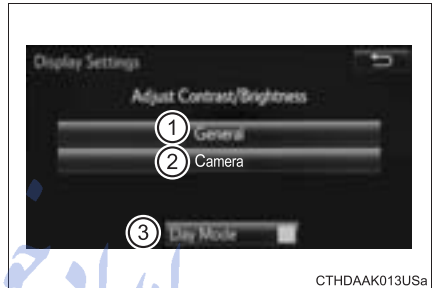 Display Settings
Adjust Contrast/Brightness
1 General
2 Camera
3 Day Mode
CTHDAAK013USa